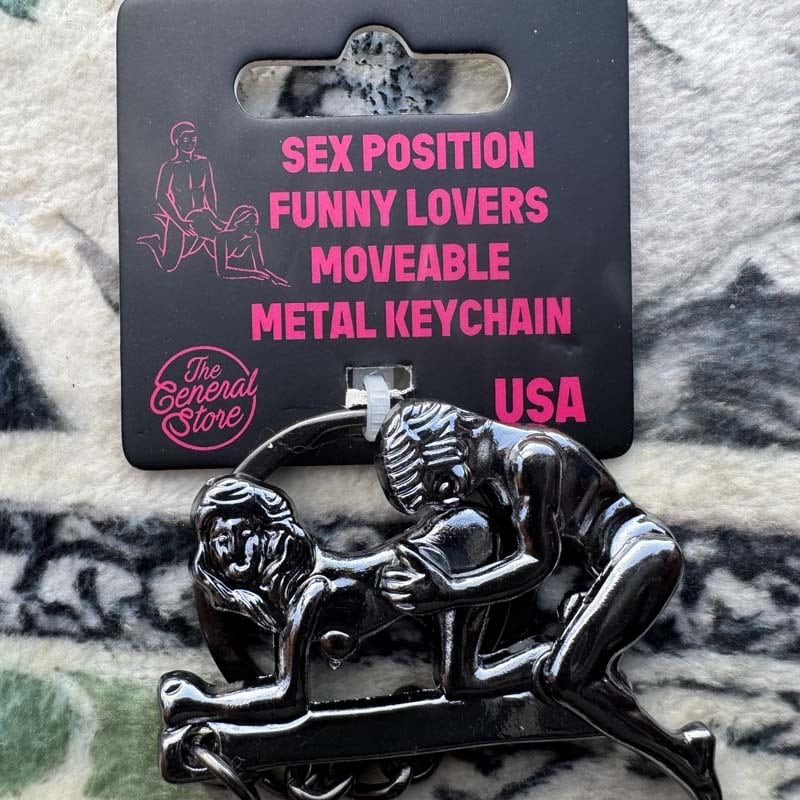 SEX POSITION
FUNNY LOVERS
MOVEABLE
METAL KEYCHAIN
The
General
Store
USA